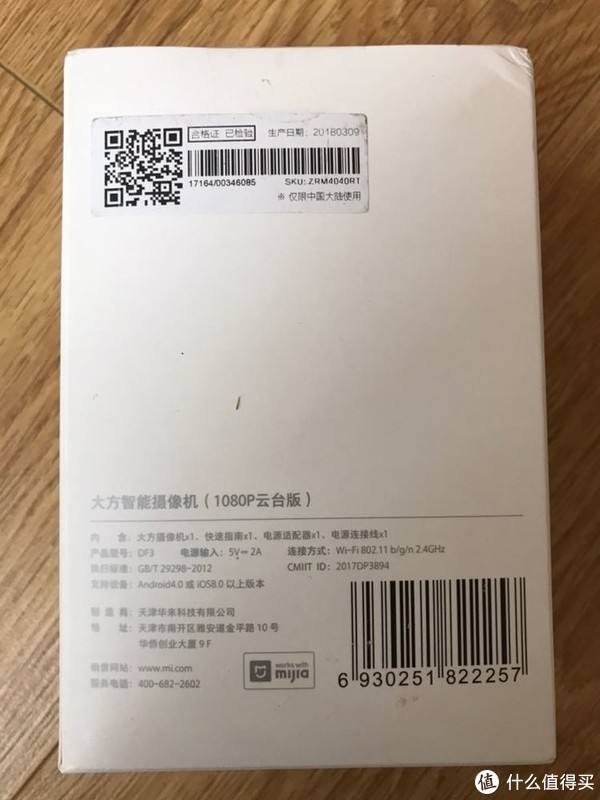 合格证 已检验 生产日期：20180309
17164/00346085 SKU: ZRM4040RT
※ 仅限中国大陆使用
大方智能摄像机（1080P云台版）
内 含：大方摄像机x1、快速指南x1、电源适配器x1、电源连接线x1
产品型号：DF3 电源输入：5V⎓2A 连接方式：Wi-Fi 802.11 b/g/n 2.4GHz
执行标准：GB/T 29298-2012 CMIIT ID：2017DP3894
支持设备：Android4.0 或 iOS8.0 以上版本
制 造 商：天津华来科技有限公司
地 址：天津市南开区雅安道金平路 10 号
华侨创业大厦 9 F
销售网站：www.mi.com
服务电话：400-682-2602
works with
mijia
6 930251 822257
值 什么值得买